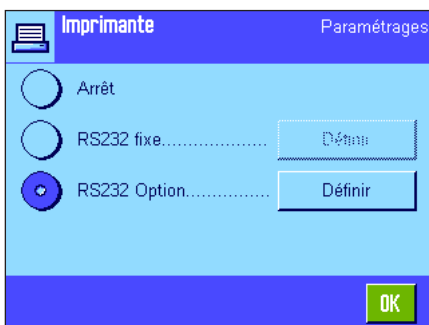 Imprimante Paramétrages
Arrêt
RS232 fixe................... Définir
RS232 Option............... Définir
OK